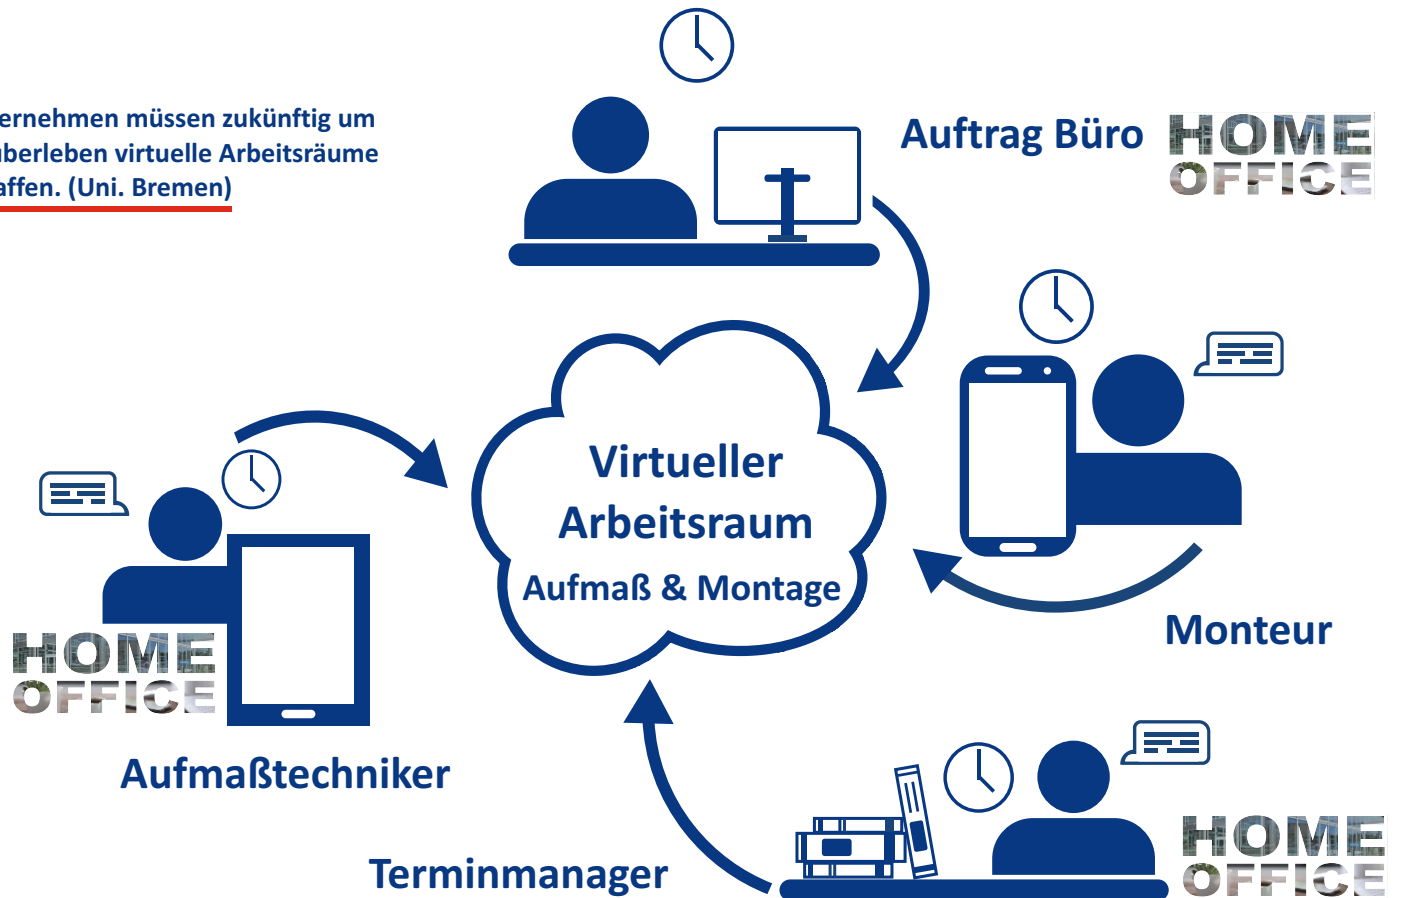 ernehmen müssen zukünftig um
überleben virtuelle Arbeitsräume
affen. (Uni. Bremen)
Auftrag Büro
HOME
OFFICE
Virtueller
Arbeitsraum
Aufmaß & Montage
Monteur
HOME
OFFICE
Aufmaßtechniker
Terminmanager
HOME
OFFICE